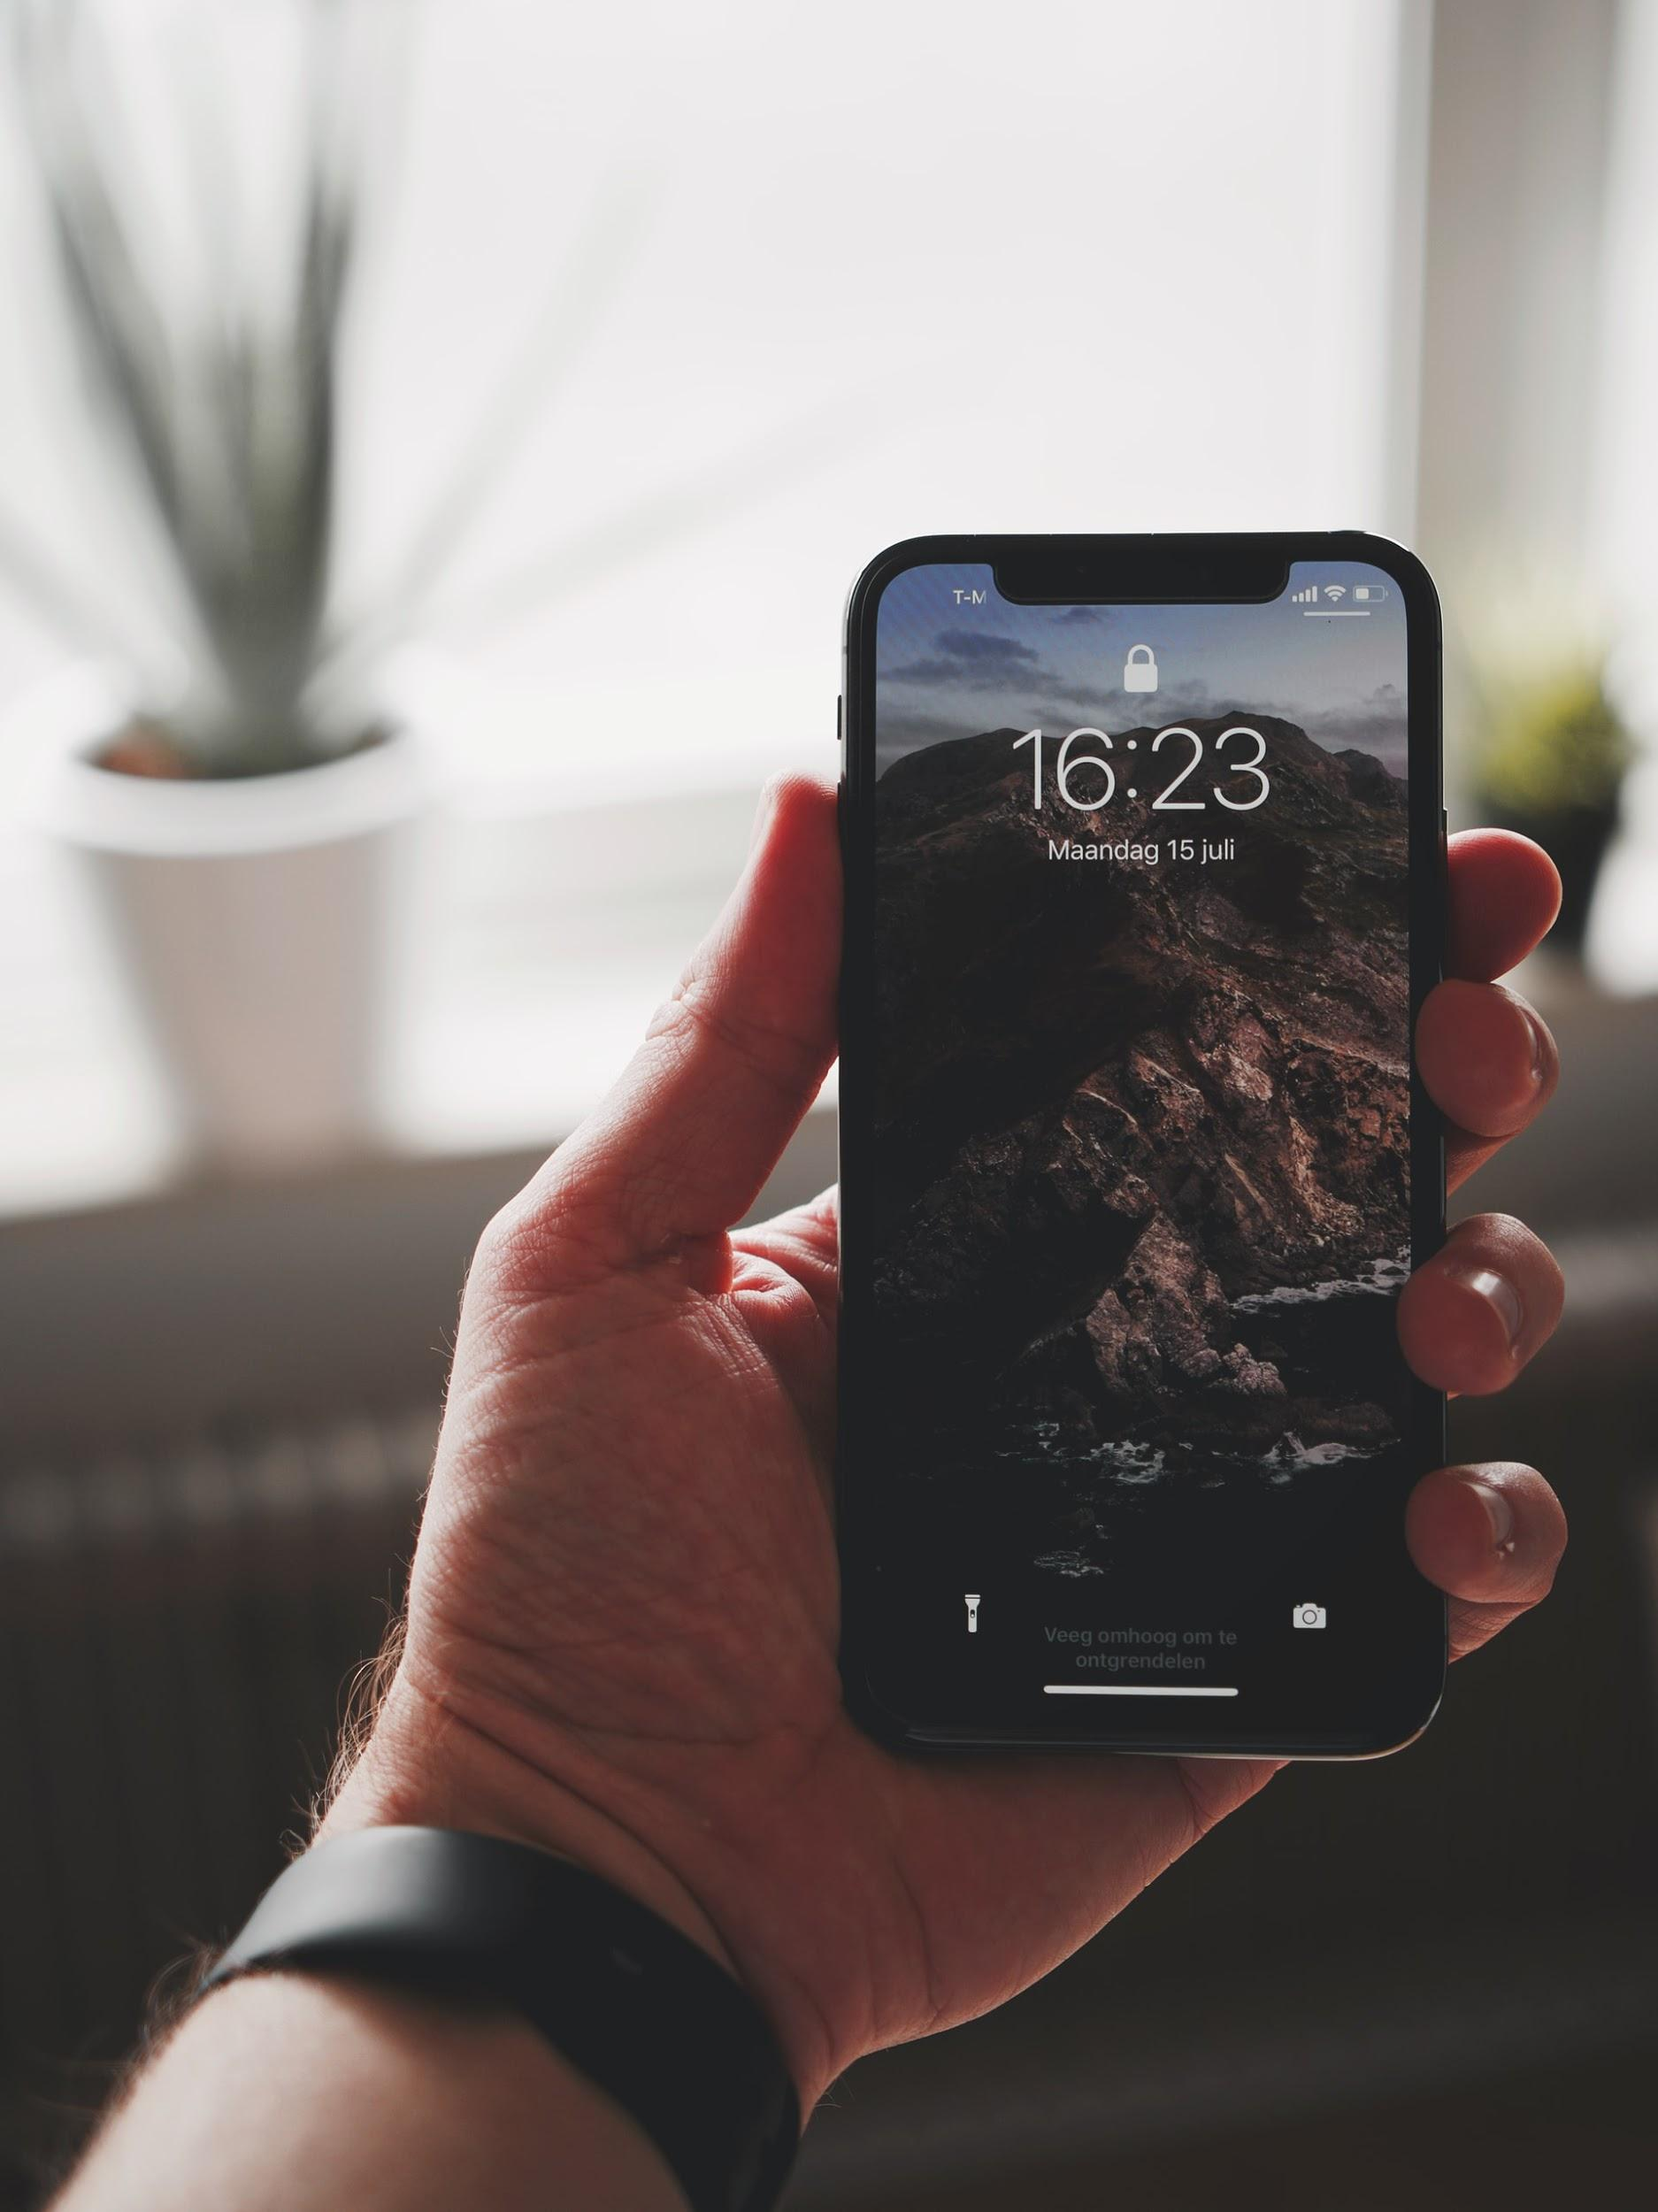 T-M
16:23
Maandag 15 juli
Veeg omhoog om te
ontgrendelen